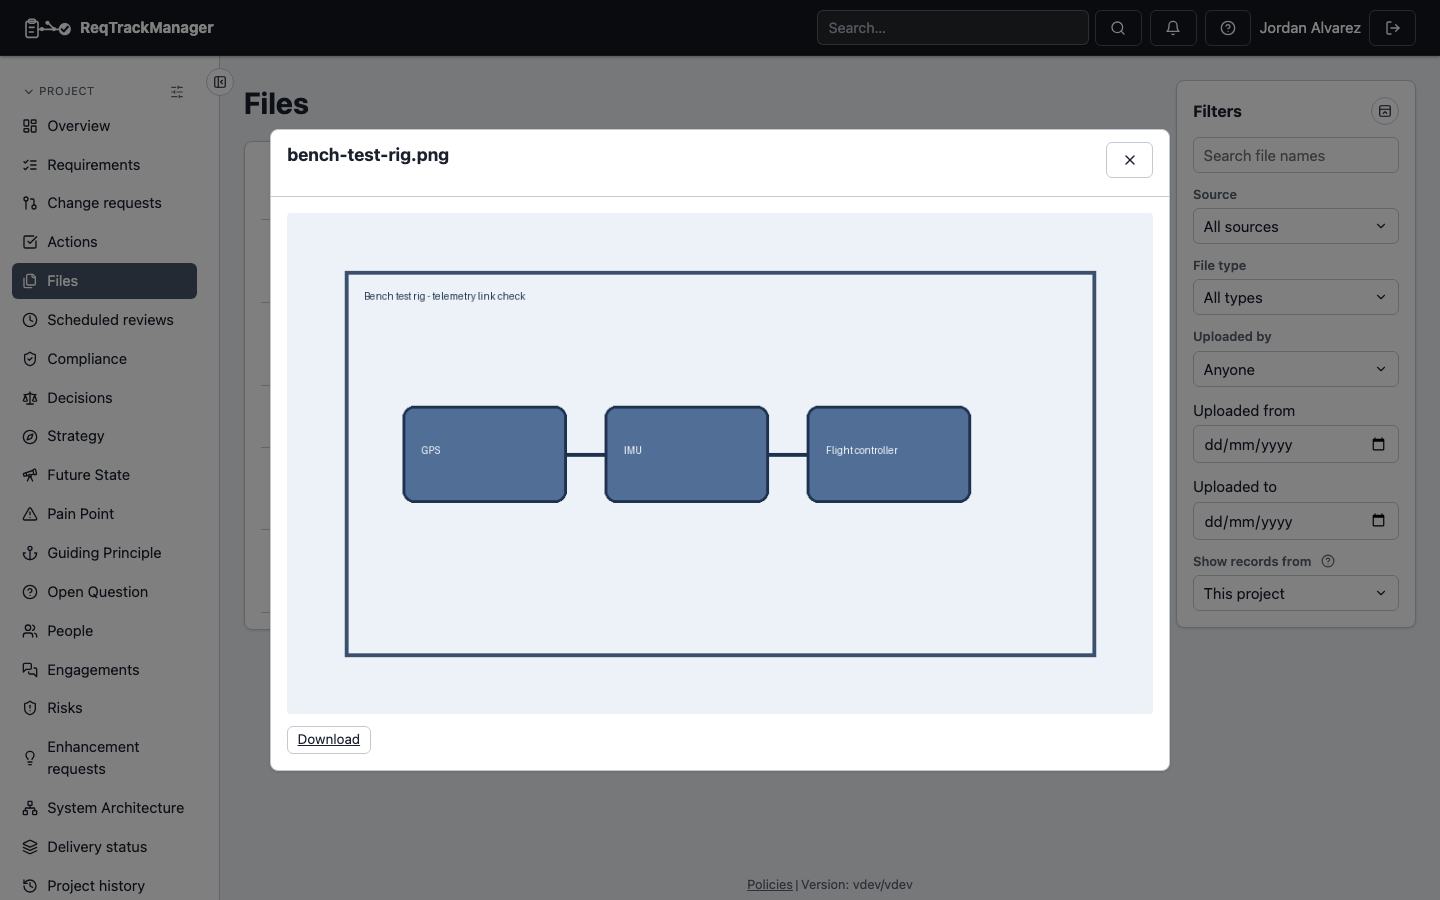 ReqTrackManager
Search...
Jordan Alvarez
PROJECT
Overview
Requirements
Change requests
Actions
Files
Scheduled reviews
Compliance
Decisions
Strategy
Future State
Pain Point
Guiding Principle
Open Question
People
Engagements
Risks
Enhancement
requests
System Architecture
Delivery status
Project history
Files
bench-test-rig.png
Bench test rig - telemetry link check
GPS
IMU
Flight controller
Download
Filters
Search file names
Source
All sources
File type
All types
Uploaded by
Anyone
Uploaded from
dd/mm/yyyy
Uploaded to
dd/mm/yyyy
Show records from
This project
Policies | Version: vdev/vdev